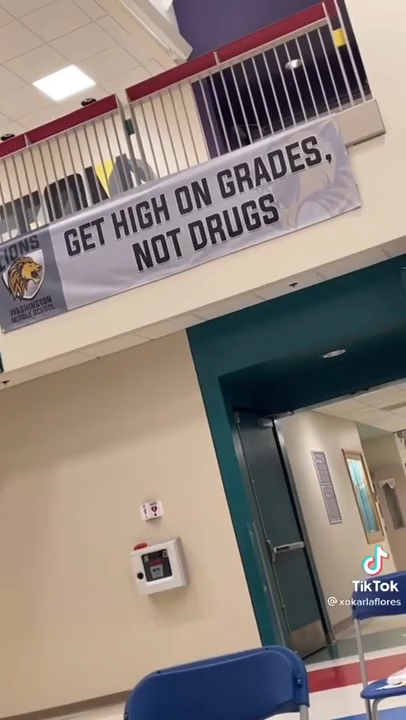 GET HIGH ON GRADES,
NOT DRUGS
LIONS
WASHINGTON
MIDDLE SCHOOL
TikTok
@xokarlaflores